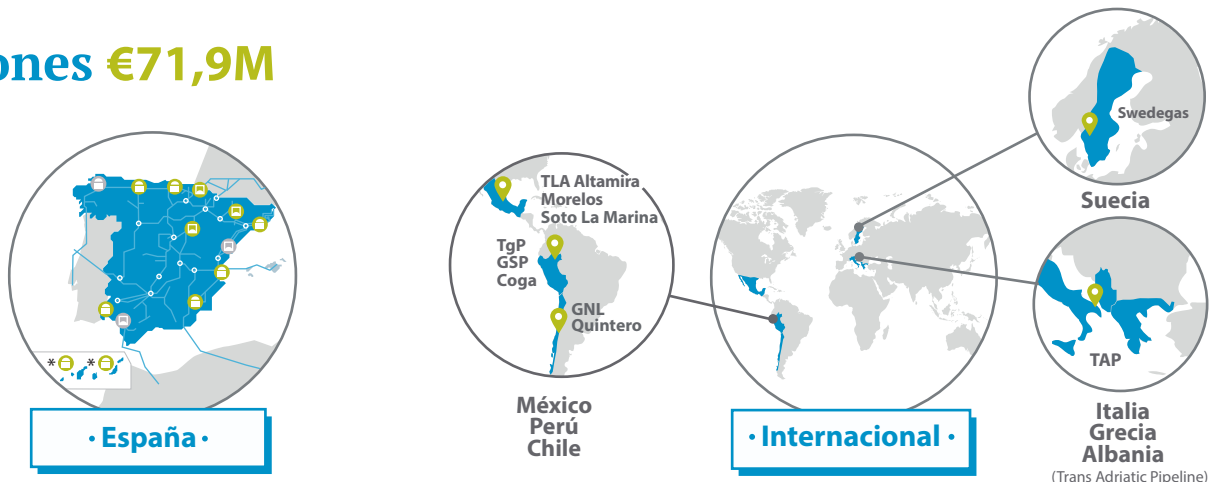 €71,9M
* *
· España ·
TLA Altamira
Morelos
Soto La Marina
TgP
GSP
Coga
GNL
Quintero
México
Perú
Chile
· Internacional ·
Swedegas
Suecia
TAP
Italia
Grecia
Albania
(Trans Adriatic Pipeline)